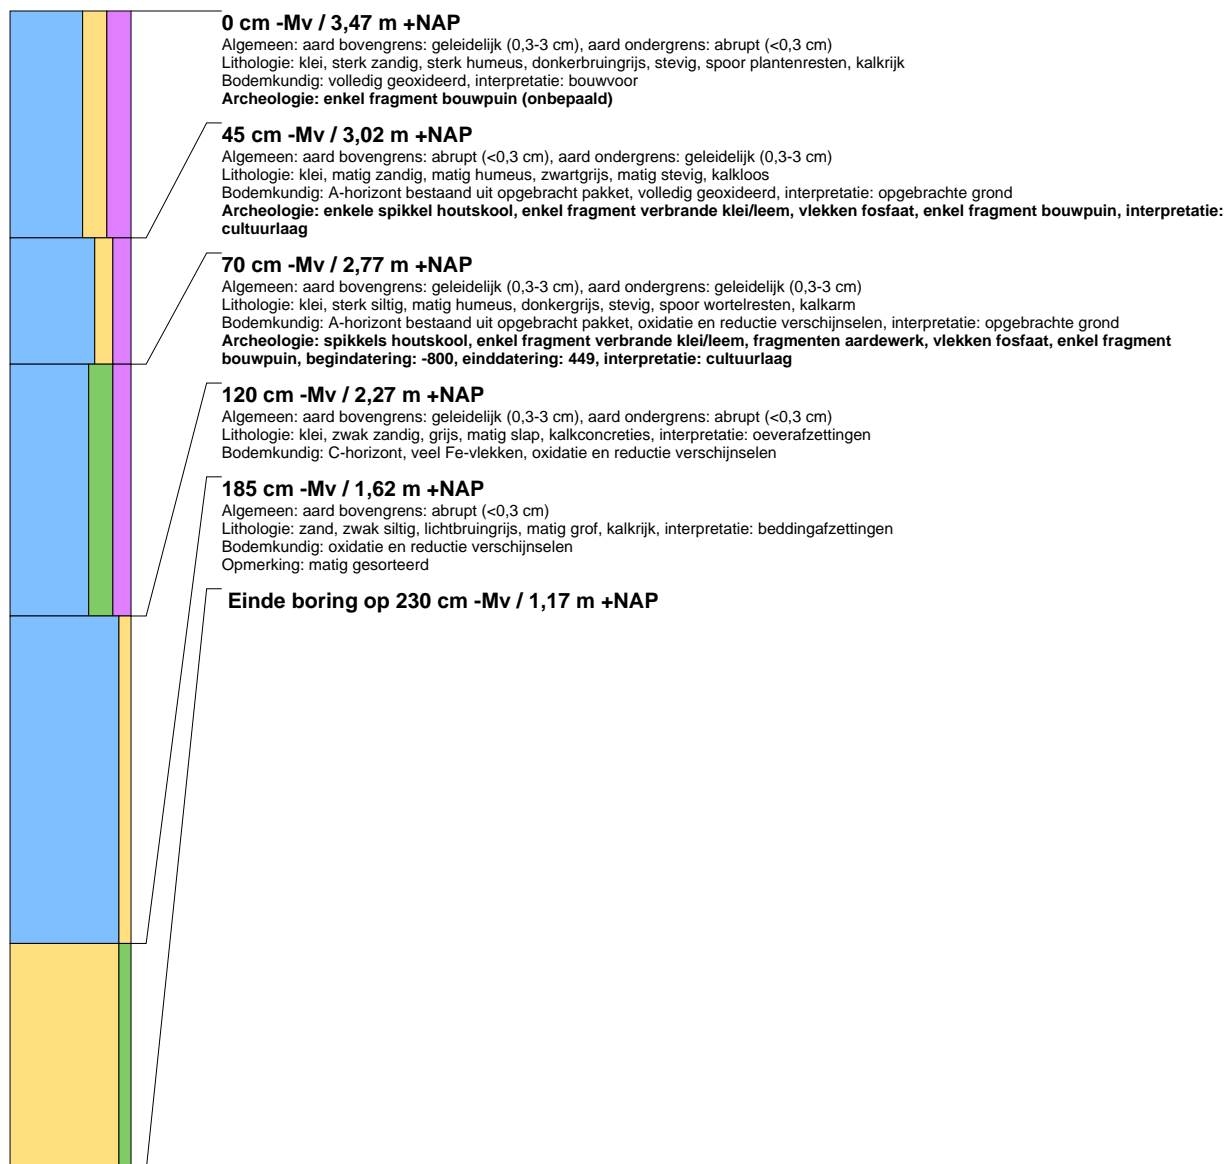 0 cm -Mv / 3,47 m +NAP
Algemeen: aard bovengrens: geleidelijk (0,3-3 cm), aard ondergrens: abrupt (<0,3 cm)
Lithologie: klei, sterk zandig, sterk humeus, donkerbruingrijs, stevig, spoor plantenresten, kalkrijk
Bodemkundig: volledig geoxideerd, interpretatie: bouwvoor
Archeologie: enkel fragment bouwpuin (onbepaald)
45 cm -Mv / 3,02 m +NAP
Algemeen: aard bovengrens: abrupt (<0,3 cm), aard ondergrens: geleidelijk (0,3-3 cm)
Lithologie: klei, matig zandig, matig humeus, zwartgrijs, matig stevig, kalkloos
Bodemkundig: A-horizont bestaand uit opgebracht pakket, volledig geoxideerd, interpretatie: opgebrachte grond
Archeologie: enkele spikkel houtskool, enkel fragment verbrande klei/leem, vlekken fosfaat, enkel fragment bouwpuin, interpretatie:
cultuurlaag
70 cm -Mv / 2,77 m +NAP
Algemeen: aard bovengrens: geleidelijk (0,3-3 cm), aard ondergrens: geleidelijk (0,3-3 cm)
Lithologie: klei, sterk siltig, matig humeus, donkergrijs, stevig, spoor wortelresten, kalkarm
Bodemkundig: A-horizont bestaand uit opgebracht pakket, oxidatie en reductie verschijnselen, interpretatie: opgebrachte grond
Archeologie: spikkels houtskool, enkel fragment verbrande klei/leem, fragmenten aardewerk, vlekken fosfaat, enkel fragment
bouwpuin, begindatering: -800, einddatering: 449, interpretatie: cultuurlaag
120 cm -Mv / 2,27 m +NAP
Algemeen: aard bovengrens: geleidelijk (0,3-3 cm), aard ondergrens: abrupt (<0,3 cm)
Lithologie: klei, zwak zandig, grijs, matig slap, kalkconcreties, interpretatie: oeverafzettingen
Bodemkundig: C-horizont, veel Fe-vlekken, oxidatie en reductie verschijnselen
185 cm -Mv / 1,62 m +NAP
Algemeen: aard bovengrens: abrupt (<0,3 cm)
Lithologie: zand, zwak siltig, lichtbruingrijs, matig grof, kalkrijk, interpretatie: beddingafzettingen
Bodemkundig: oxidatie en reductie verschijnselen
Opmerking: matig gesorteerd
Einde boring op 230 cm -Mv / 1,17 m +NAP